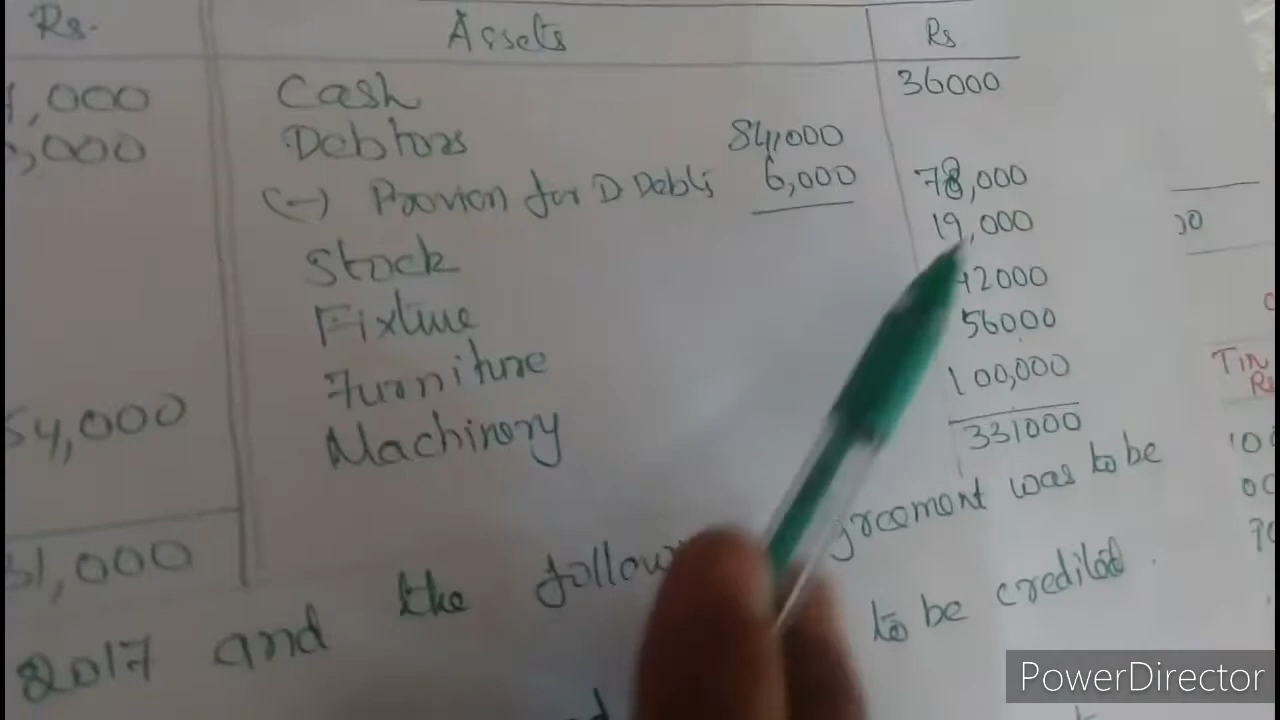 Rs. Assets Rs
,000 Cash 36000
,000 Debtors 84,000
(-) Provion for D Debts 6,000 78,000
Stock 19,000
Fixture 42000
Furniture 56000
54,000 Machinery 100,000
331000
31,000
2017 and the follow greement was to be
to be credited.
00
TIN
PowerDirector